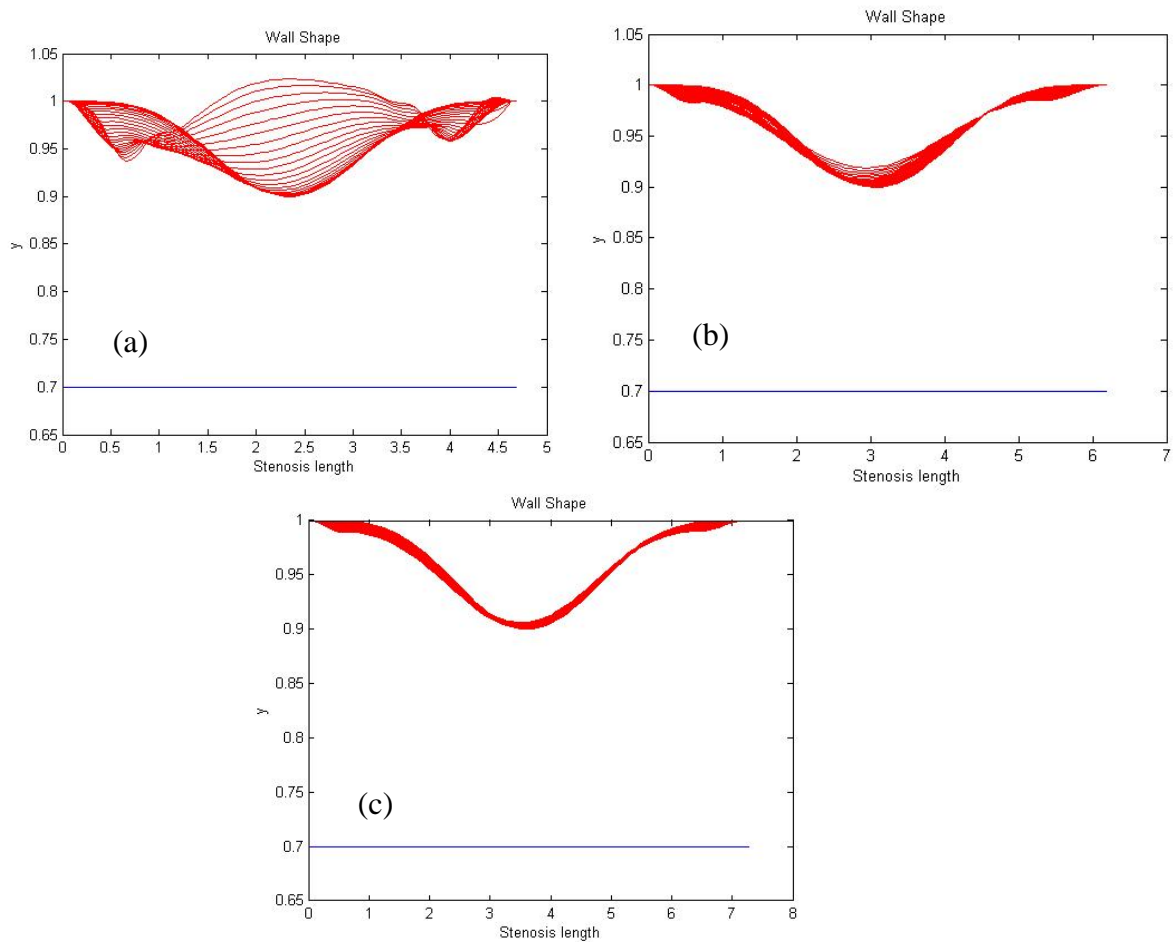 Wall Shape
1.05
1
0.95
0.9
0.85
y
0.8
0.75
(a)
0.7
0.65
0 0.5 1 1.5 2 2.5 3 3.5 4 4.5 5
Stenosis length
Wall Shape
1.05
1
0.95
0.9
0.85
y
0.8
0.75
(b)
0.7
0.65
0 1 2 3 4 5 6 7
Stenosis length
Wall Shape
1
0.95
0.9
0.85
y
0.8
0.75
(c)
0.7
0.65
0 1 2 3 4 5 6 7 8
Stenosis length